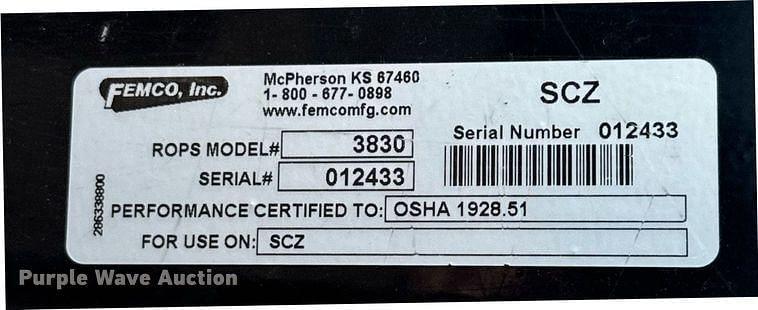 FEMCO, Inc.
McPherson KS 67460
1- 800 - 677- 0898
www.femcomfg.com
SCZ
Serial Number 012433
ROPS MODEL# 3830
SERIAL# 012433
PERFORMANCE CERTIFIED TO: OSHA 1928.51
FOR USE ON: SCZ
286338800
Purple Wave Auction